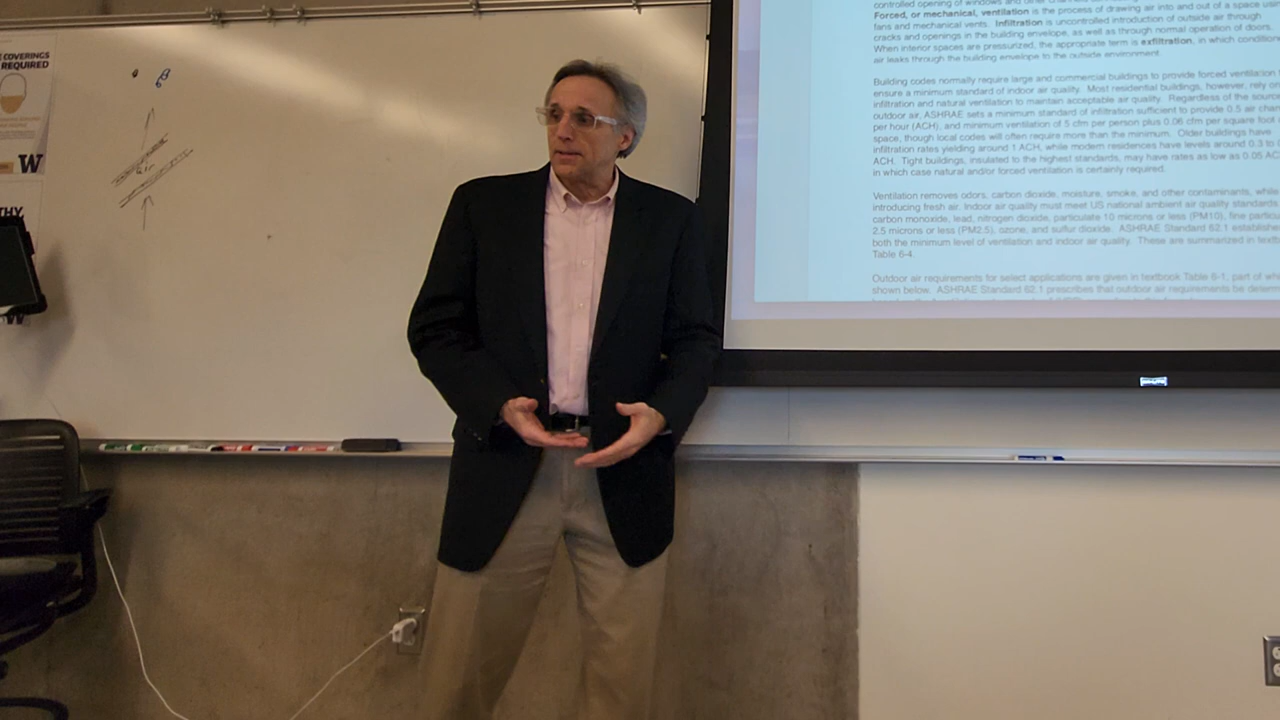 COVERINGS
REQUIRED
W
THY,
W
controlled opening of windows and other
Forced, or mechanical, ventilation is the process of drawing air into and out of a space using
fans and mechanical vents. Infiltration is uncontrolled introduction of outside air through
cracks and openings in the building envelope, as well as through normal operation of doors.
When interior spaces are pressurized, the appropriate term is exfiltration, in which condition
air leaks through the building envelope to the outside environment.
Building codes normally require large and commercial buildings to provide forced ventilation
ensure a minimum standard of indoor air quality. Most residential buildings, however, rely on
infiltration and natural ventilation to maintain acceptable air quality. Regardless of the source
outdoor air, ASHRAE sets a minimum standard of infiltration sufficient to provide 0.5 air chan
per hour (ACH), and minimum ventilation of 5 cfm per person plus 0.06 cfm per square foot
space, though local codes will often require more than the minimum. Older buildings have
infiltration rates yielding around 1 ACH, while modern residences have levels around 0.3 to
ACH. Tight buildings, insulated to the highest standards, may have rates as low as 0.05 AC
in which case natural and/or forced ventilation is certainly required.
Ventilation removes odors, carbon dioxide, moisture, smoke, and other contaminants, while
introducing fresh air. Indoor air quality must meet US national ambient air quality standards
carbon monoxide, lead, nitrogen dioxide, particulate 10 microns or less (PM10), fine partic
2.5 microns or less (PM2.5), ozone, and sulfur dioxide. ASHRAE Standard 62.1 establishe
both the minimum level of ventilation and indoor air quality. These are summarized in textb
Table 6-4.
Outdoor air requirements for select applications are given in textbook Table 6-1, part of wh
shown below. ASHRAE Standard 62.1 prescribes that outdoor air requirements be determ